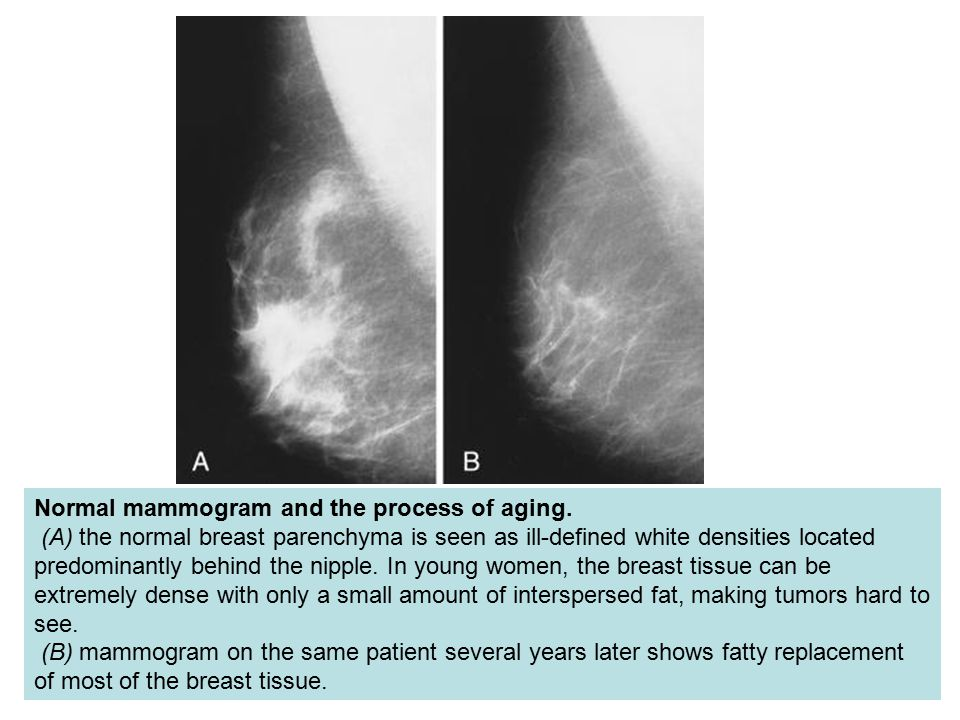 A B
Normal mammogram and the process of aging.
(A) the normal breast parenchyma is seen as ill-defined white densities located
predominantly behind the nipple. In young women, the breast tissue can be
extremely dense with only a small amount of interspersed fat, making tumors hard to
see.
(B) mammogram on the same patient several years later shows fatty replacement
of most of the breast tissue.